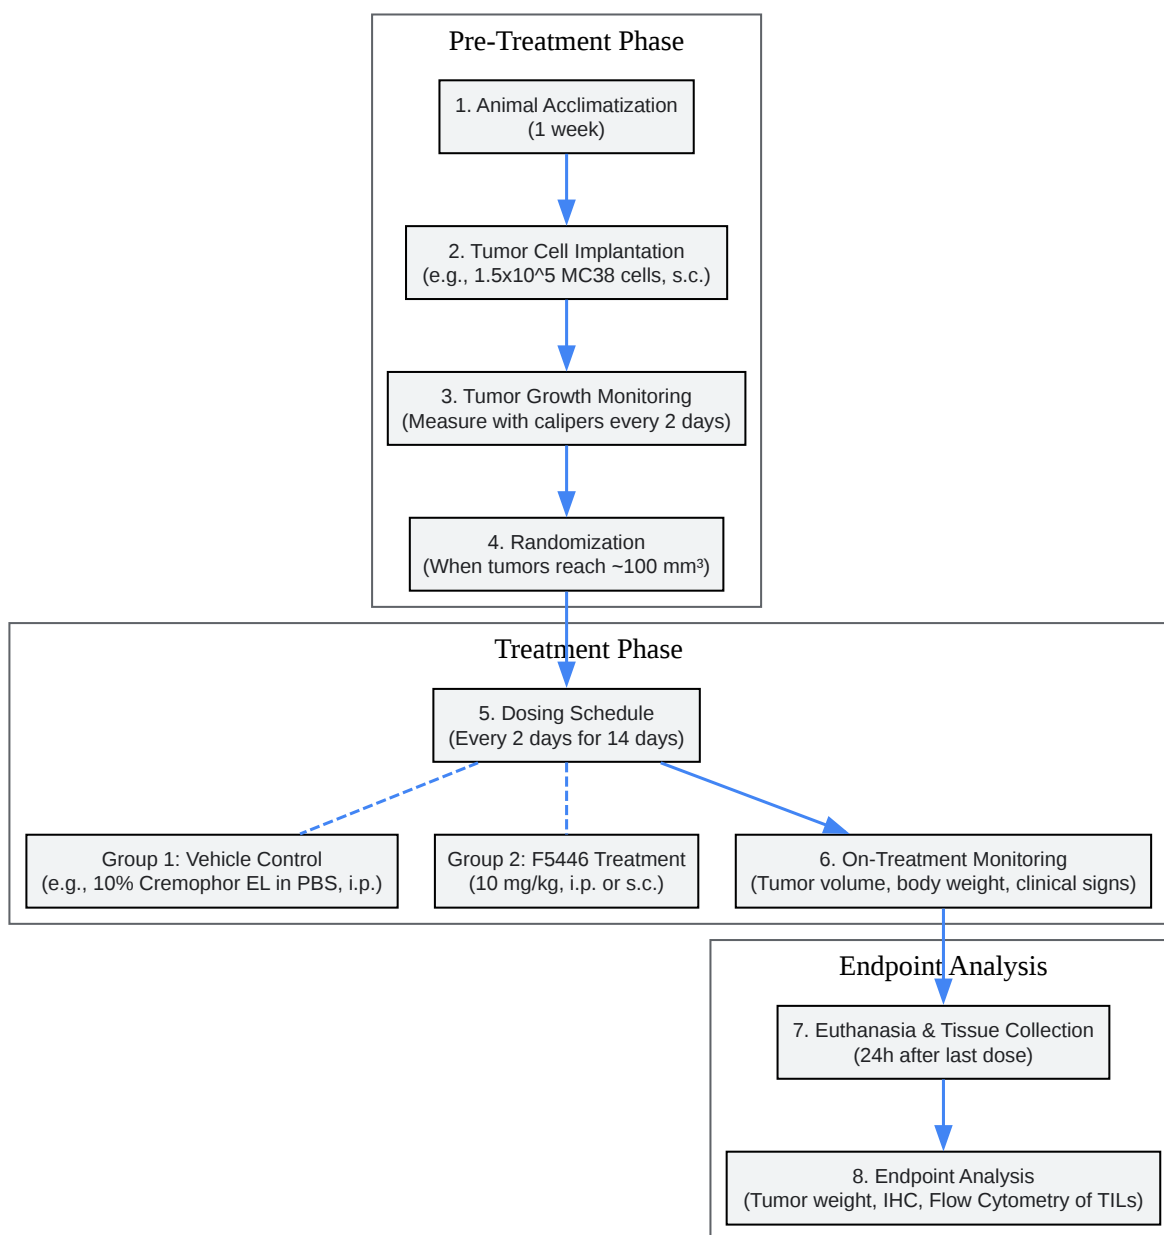 Pre-Treatment Phase
1. Animal Acclimatization
(1 week)
2. Tumor Cell Implantation
(e.g., 1.5x10^5 MC38 cells, s.c.)
3. Tumor Growth Monitoring
(Measure with calipers every 2 days)
4. Randomization
(When tumors reach ~100 mm³)
Treatment Phase
5. Dosing Schedule
(Every 2 days for 14 days)
Group 1: Vehicle Control
(e.g., 10% Cremophor EL in PBS, i.p.)
Group 2: F5446 Treatment
(10 mg/kg, i.p. or s.c.)
6. On-Treatment Monitoring
(Tumor volume, body weight, clinical signs)
Endpoint Analysis
7. Euthanasia & Tissue Collection
(24h after last dose)
8. Endpoint Analysis
(Tumor weight, IHC, Flow Cytometry of TILs)